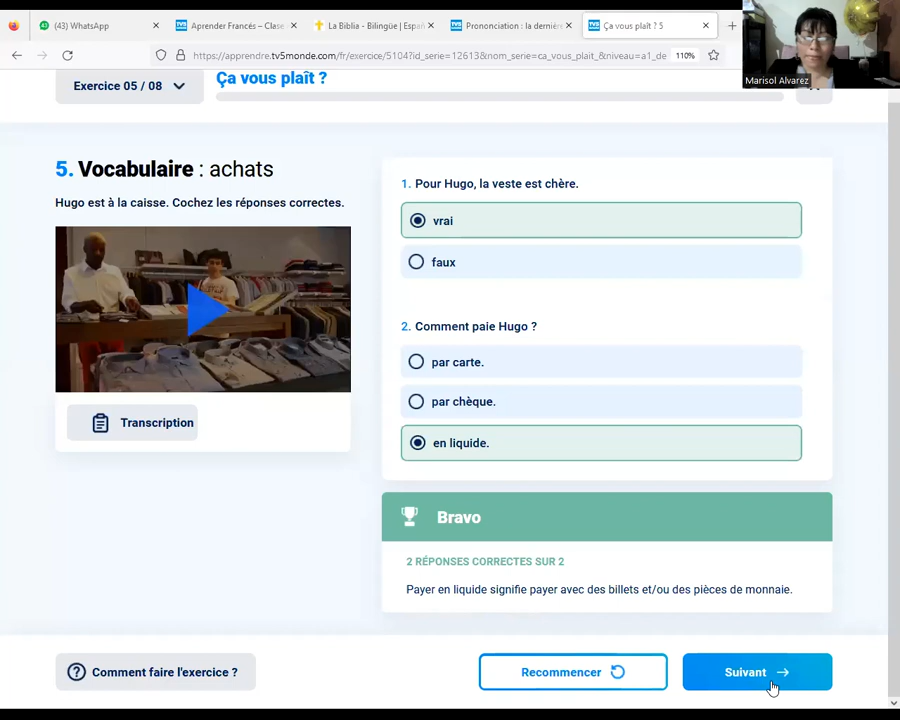 (43) WhatsApp
Aprender Francés – Clase
La Biblia - Bilingüe | Españ
Prononciation : la dernière
Ça vous plaît ? 5
https://apprendre.tv5monde.com/fr/exercice/5104?id_serie=12613&nom_serie=ca_vous_plait_&niveau=a1_de
110%
Marisol Alvarez
Exercice 05 / 08
Ça vous plaît ?
5. Vocabulaire : achats
Hugo est à la caisse. Cochez les réponses correctes.
Transcription
1. Pour Hugo, la veste est chère.
vrai
faux
2. Comment paie Hugo ?
par carte.
par chèque.
en liquide.
Bravo
2 RÉPONSES CORRECTES SUR 2
Payer en liquide signifie payer avec des billets et/ou des pièces de monnaie.
Comment faire l'exercice ?
Recommencer
Suivant